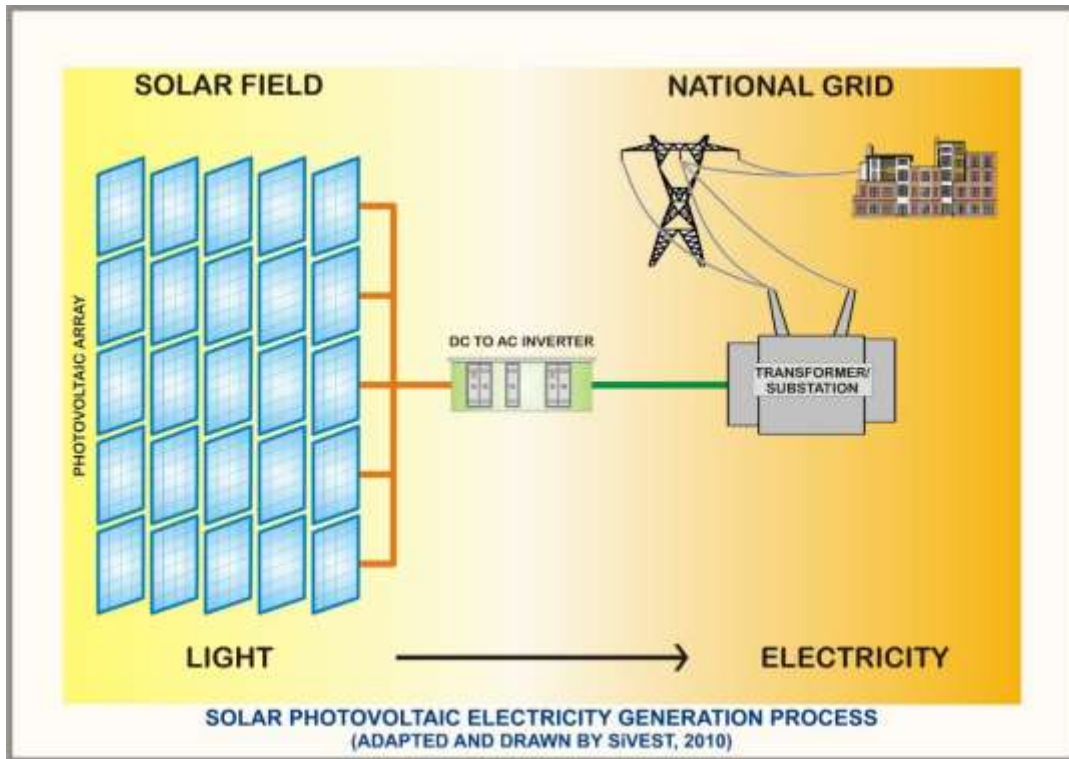 SOLAR FIELD
NATIONAL GRID
PHOTOVOLTAIC ARRAY
DC TO AC INVERTER
TRANSFORMER/
SUBSTATION
LIGHT
ELECTRICITY
SOLAR PHOTOVOLTAIC ELECTRICITY GENERATION PROCESS
(ADAPTED AND DRAWN BY SiVEST, 2010)